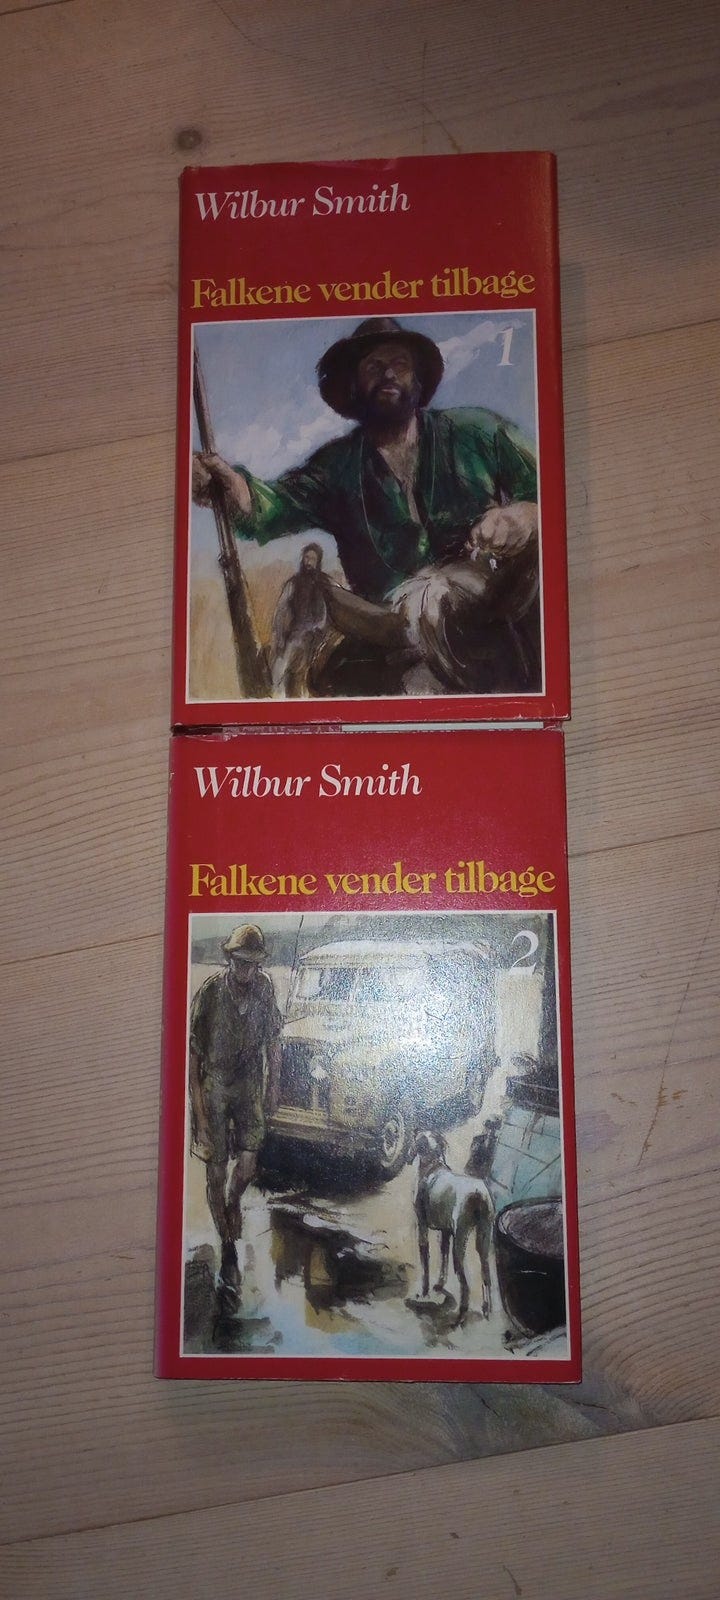 Wilbur Smith
Falkene vender tilbage
1
Wilbur Smith
Falkene vender tilbage
2